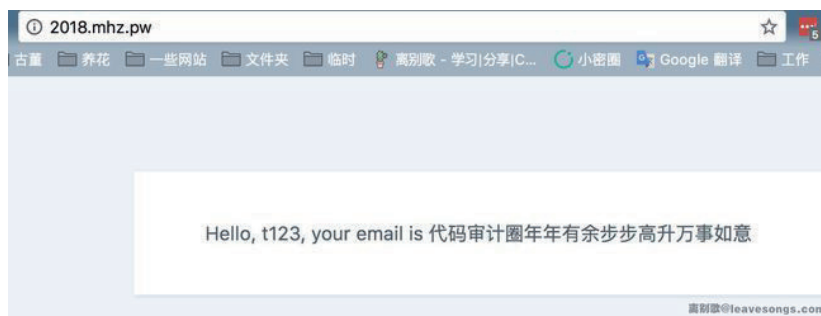 2018.mhz.pw
5
古董 养花 一些网站 文件夹 临时 离别歌 - 学习|分享|C... 小密圈 Google 翻译 工作
Hello, t123, your email is 代码审计圈年年有余步步高升万事如意
离别歌@leavesongs.com